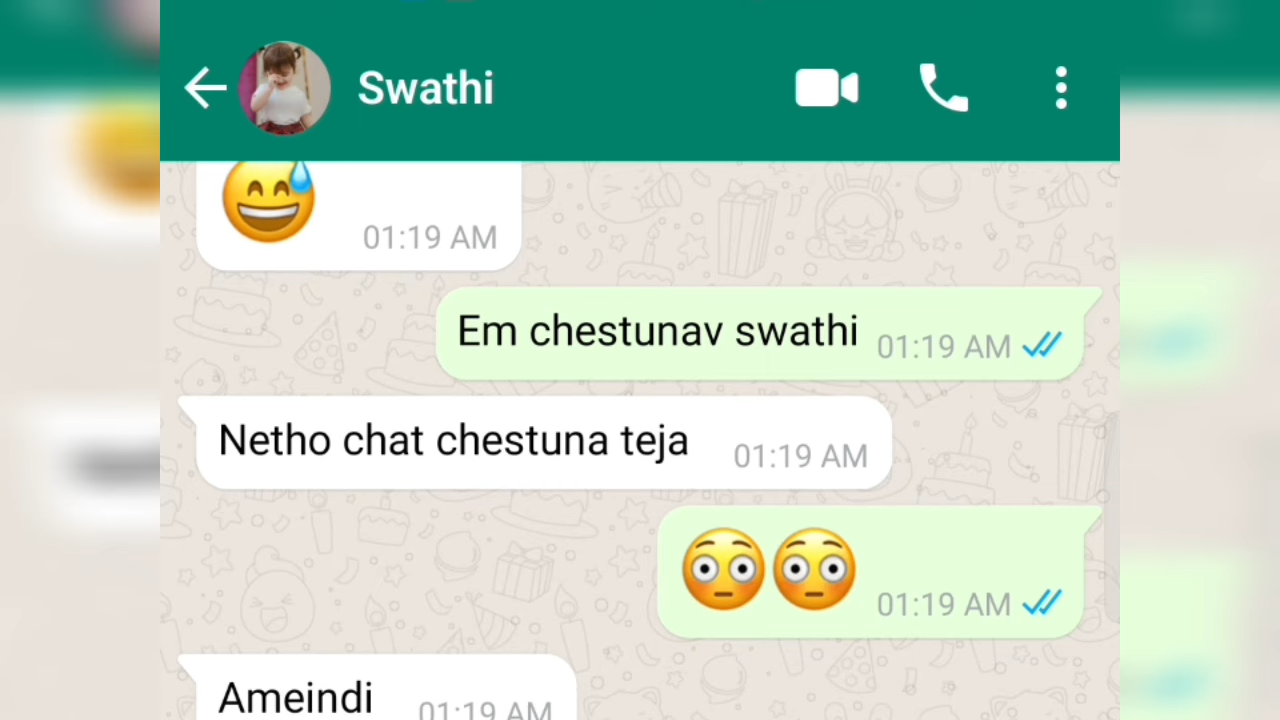 Swathi
😅
01:19 AM
Em chestunav swathi 01:19 AM
Netho chat chestuna teja 01:19 AM
😳😳 01:19 AM
Ameindi 01:19 AM